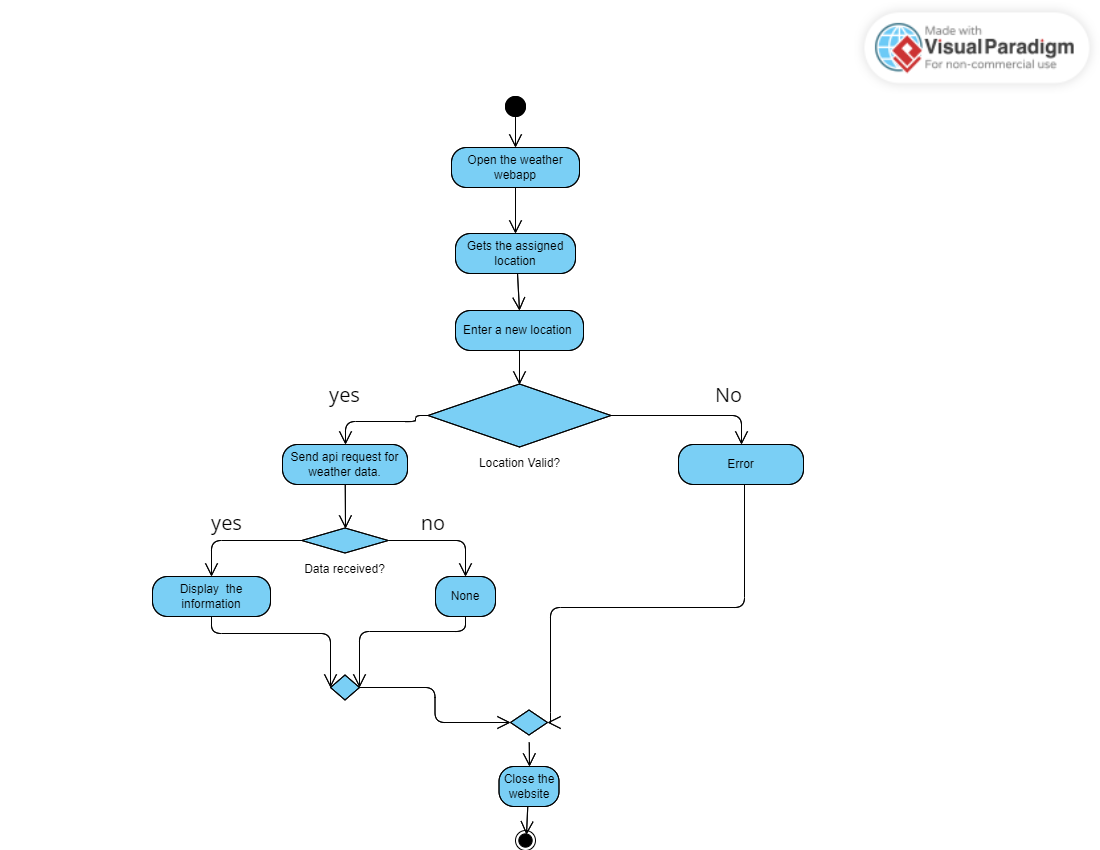 Made with
Visual Paradigm
For non-commercial use
Open the weather
webapp
Gets the assigned
location
Enter a new location
yes
No
Send api request for
weather data.
Location Valid?
Error
yes
no
Data received?
Display  the
information
None
Close the
website